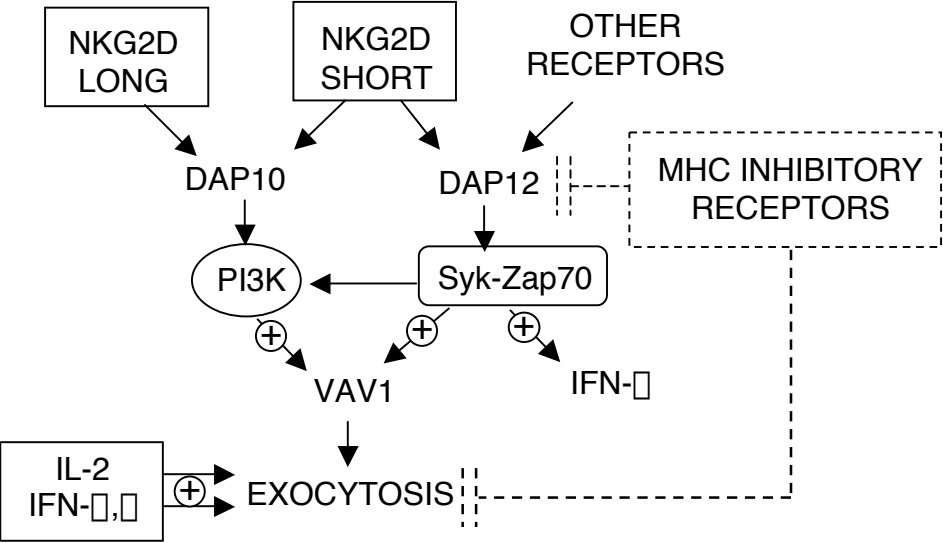 NKG2D
LONG
NKG2D
SHORT
OTHER
RECEPTORS
DAP10
DAP12
MHC INHIBITORY
RECEPTORS
PI3K
Syk-Zap70
+
+
+
VAV1
IFN-▯
IL-2
IFN-▯,▯
+
EXOCYTOSIS